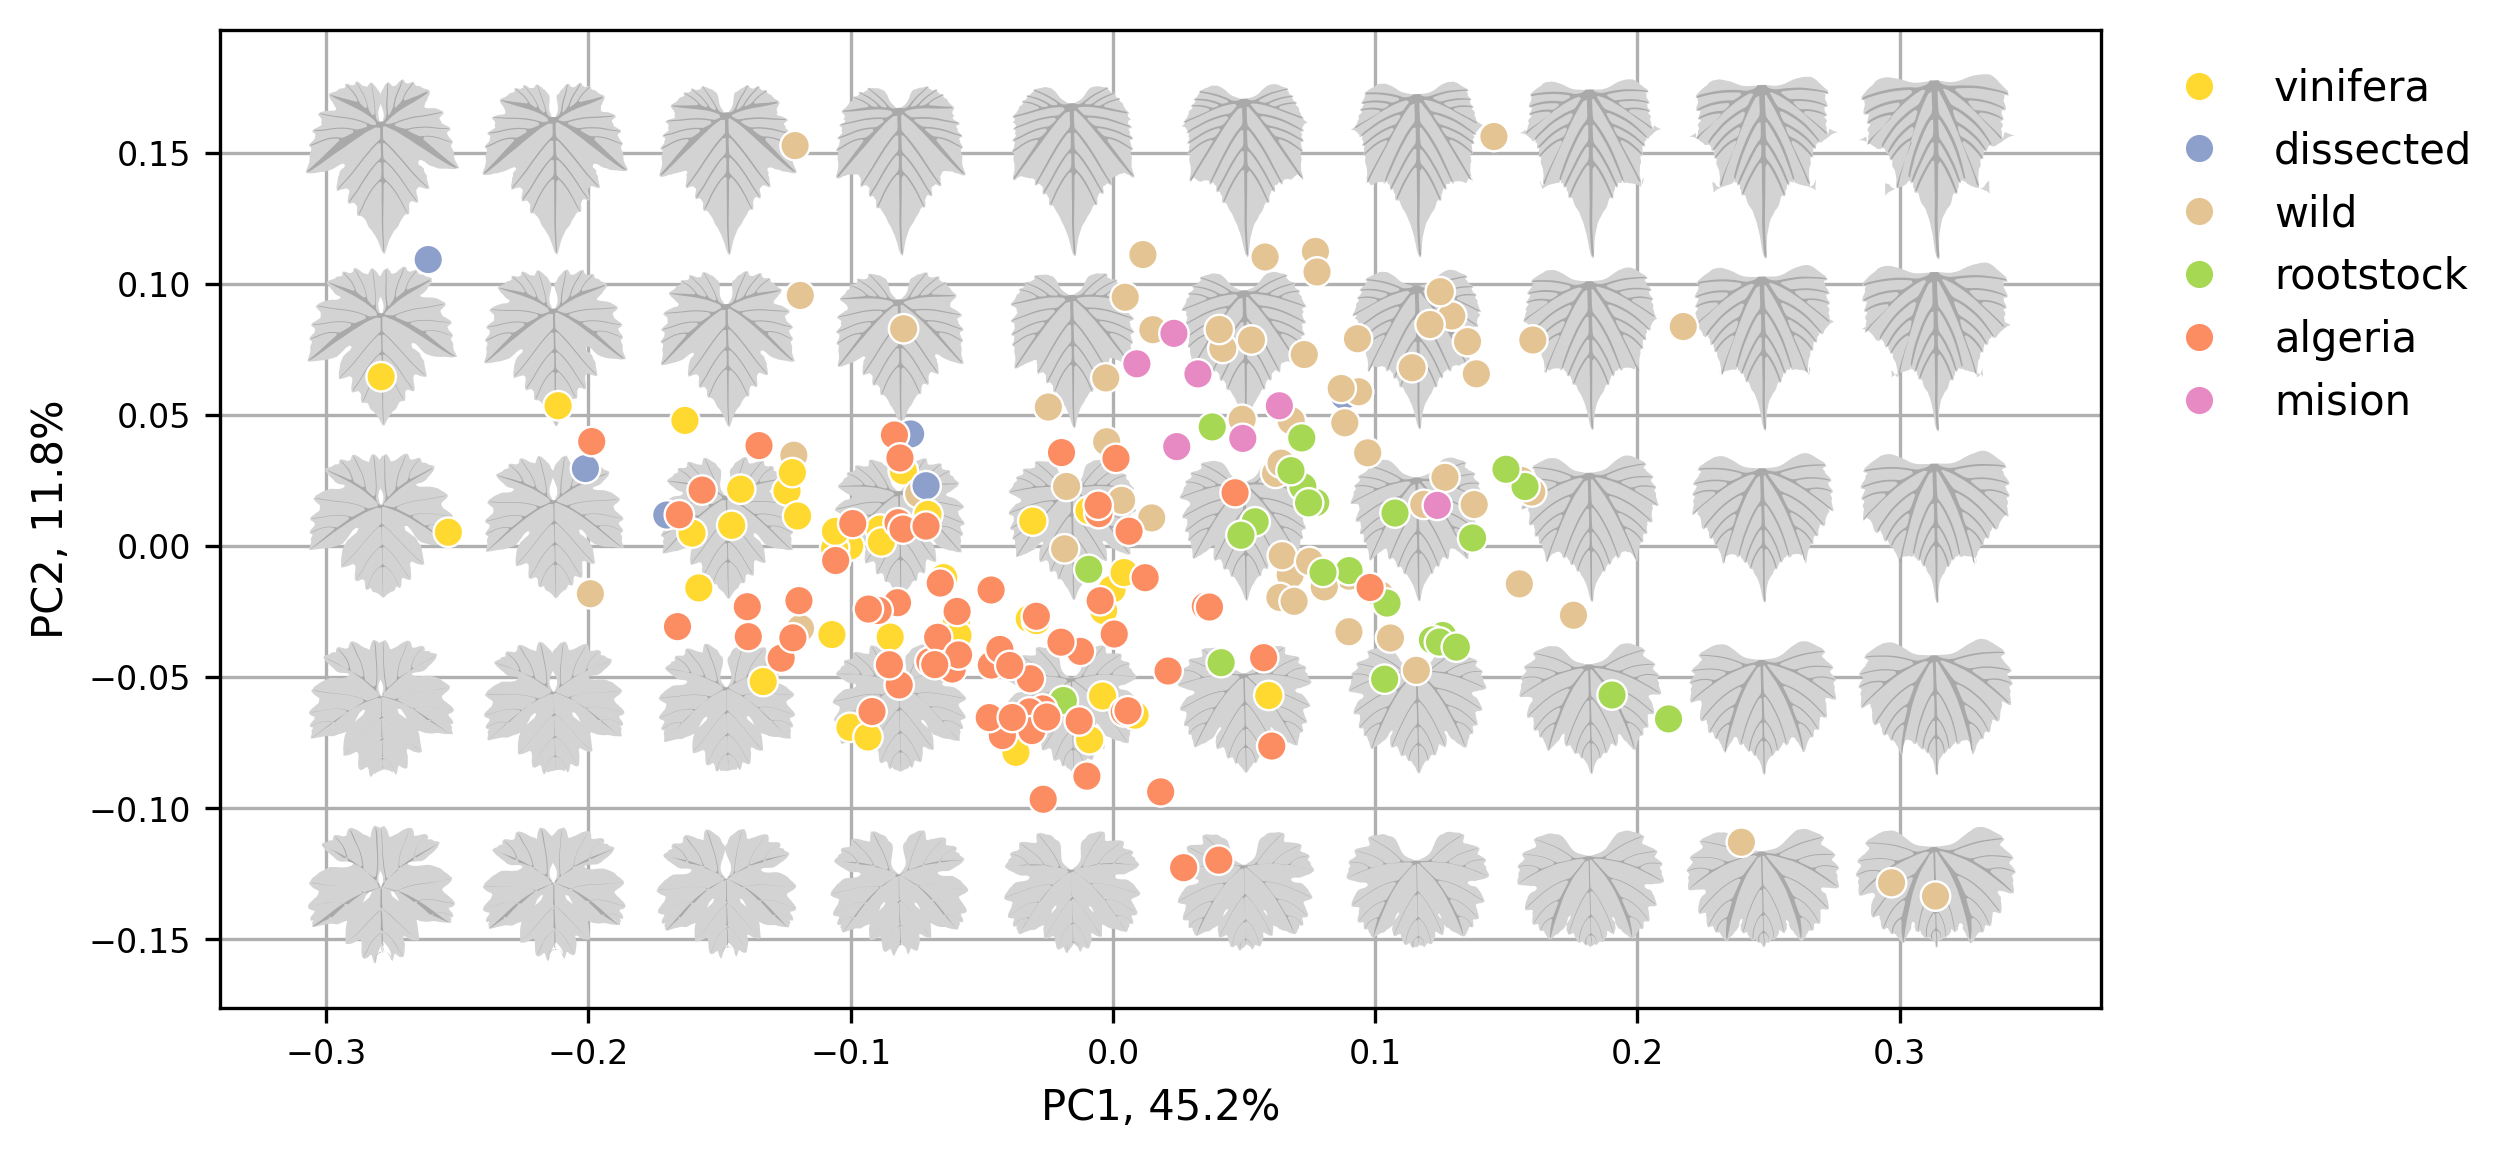 0.15
0.10
0.05
0.00
−0.05
−0.10
−0.15
PC2, 11.8%
−0.3
−0.2
−0.1
0.0
0.1
0.2
0.3
PC1, 45.2%
vinifera
dissected
wild
rootstock
algeria
mision